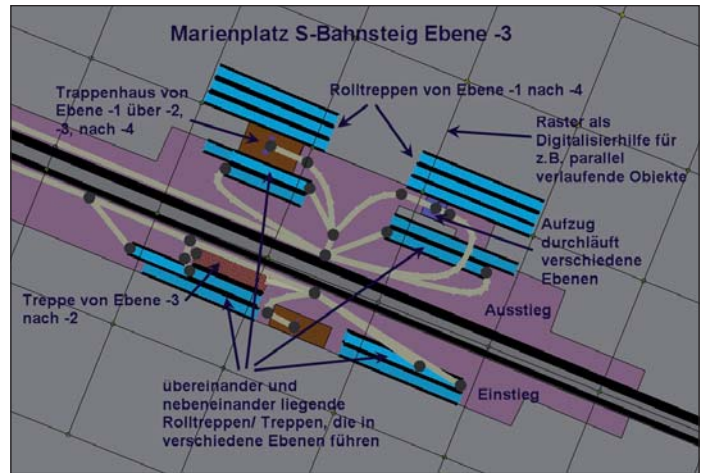 Marienplatz S-Bahnsteig Ebene -3
Trappenhaus von
Ebene -1 über -2,
-3, nach -4
Rolltreppen von Ebene -1 nach -4
Raster als
Digitalisierhilfe für
z.B. parallel
verlaufende Objekte
Aufzug
durchläuft
verschiedene
Ebenen
Treppe von Ebene -3
nach -2
Ausstieg
Einstieg
übereinander und
nebeneinander liegende
Rolltreppen/ Treppen, die in
verschiedene Ebenen führen